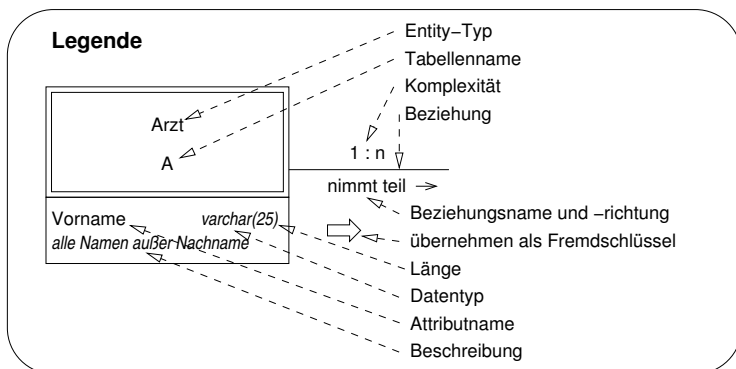 Legende
Entity−Typ
Tabellenname
Komplexität
Beziehung
Arzt
A
1 : n
nimmt teil
Vorname varchar(25)
alle Namen außer Nachname
Beziehungsname und −richtung
übernehmen als Fremdschlüssel
Länge
Datentyp
Attributname
Beschreibung